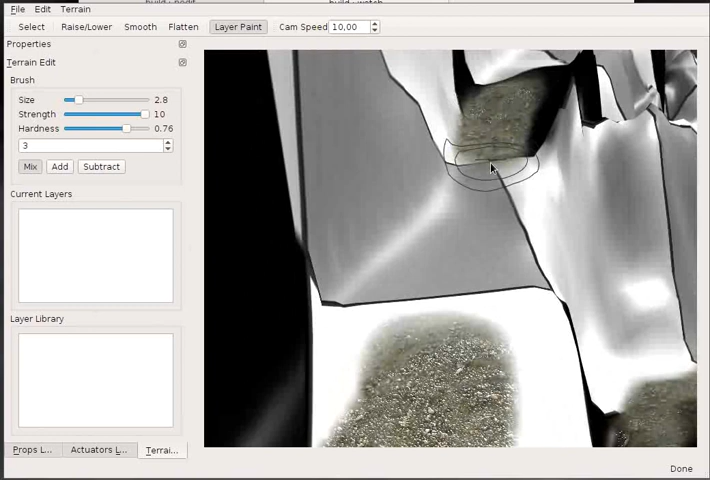 File Edit Terrain
Select Raise/Lower Smooth Flatten Layer Paint Cam Speed 10,00
Properties
Terrain Edit
Brush
Size 2.8
Strength 10
Hardness 0.76
3
Mix Add Subtract
Current Layers
Layer Library
Props L... Actuators L... Terrai...
Done